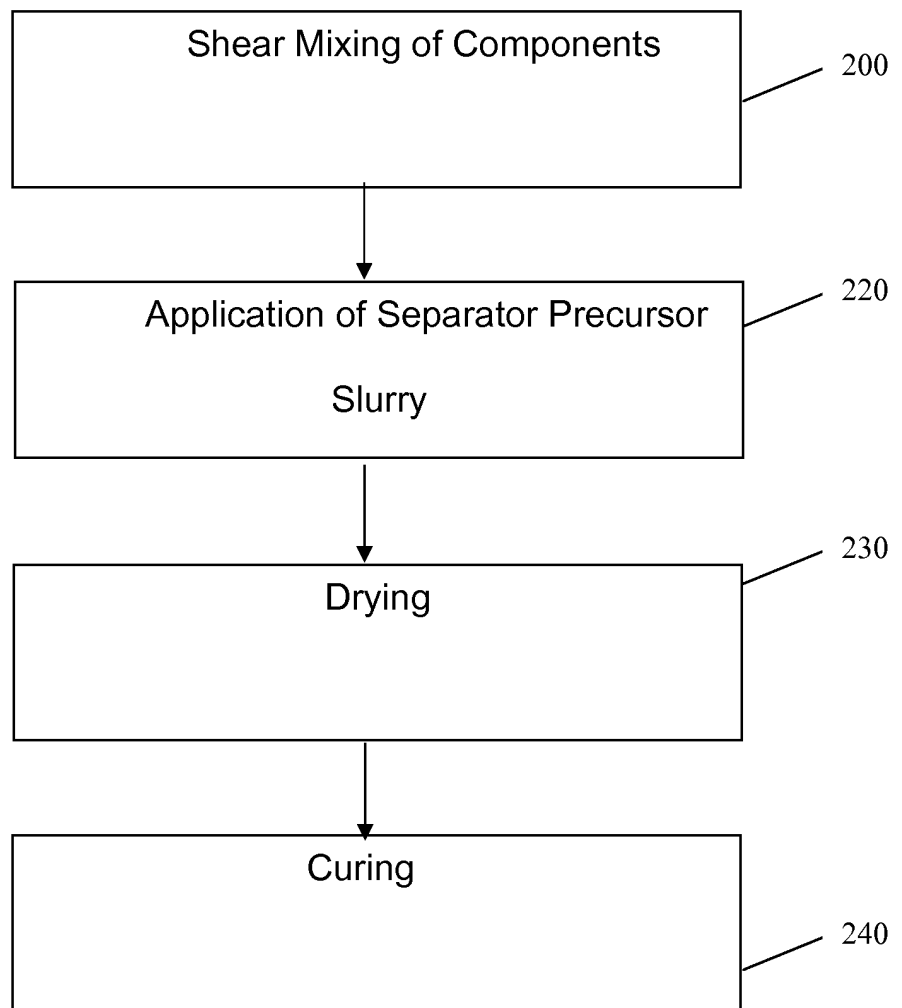 Shear Mixing of Components
200
Application of Separator Precursor
220
Slurry
Drying
230
Curing
240